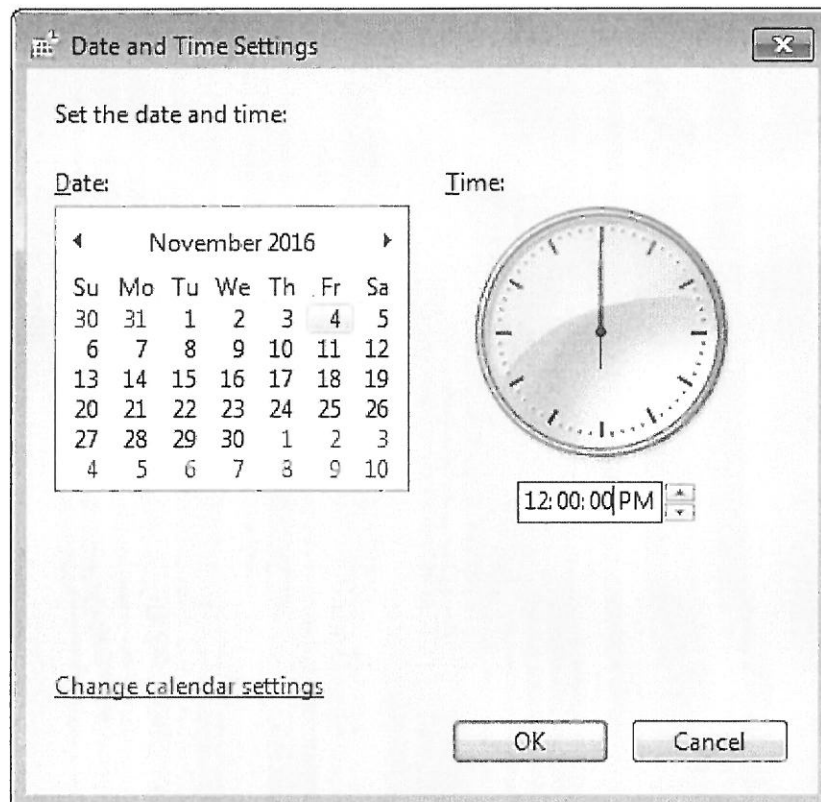 Date and Time Settings
Set the date and time:
Date:
Time:
November 2016
Su Mo Tu We Th Fr Sa
30 31 1 2 3 4 5
6 7 8 9 10 11 12
13 14 15 16 17 18 19
20 21 22 23 24 25 26
27 28 29 30 1 2 3
4 5 6 7 8 9 10
12:00:00 PM
Change calendar settings
OK Cancel